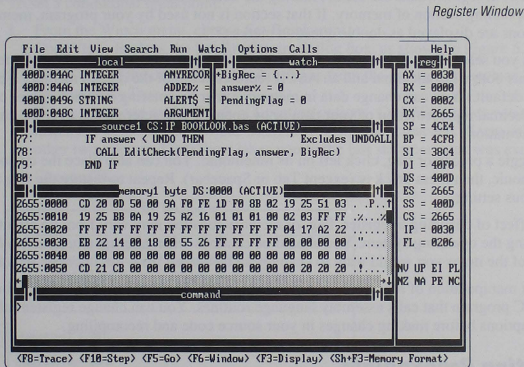 Register Window
File Edit View Search Run Watch Options Calls Help
local
400D:04AC INTEGER ANYRECOR
400D:04A6 INTEGER ADDED%
400D:0496 STRING ALERT$
400D:048C INTEGER ARGUMENT
watch
+BigRec = {...}
answer% = 0
PendingFlag = 0
reg
AX = 0030
BX = 0000
CX = 0002
DX = 2665
SP = 4CE4
BP = 4CF8
SI = 38C4
DI = 40F0
DS = 400D
ES = 2665
SS = 400D
CS = 2665
IP = 0030
FL = 0200
NV UP EI PL
NZ NA PE NC
source1 CS:IP BOOKLOOK.bas (ACTIVE)
77: IF answer < UNDO THEN ' Excludes UNDOALL
78: CALL EditCheck(PendingFlag, answer, BigRec)
79: END IF
80:
memory1 byte DS:0000 (ACTIVE)
2655:0000 CD 20 0D 50 00 9A F0 FE 1D F0 8B 02 19 25 51 03 . .P..
2655:0010 19 25 BB 0A 19 25 A2 16 01 01 01 00 02 03 FF FF .%...%
2655:0020 FF FF FF FF FF FF FF FF FF FF FF FF 04 17 A2 22 ......
2655:0030 EB 22 14 00 18 00 55 26 FF FF FF FF 00 00 00 00 ."....
2655:0040 00 00 00 00 00 00 00 00 00 00 00 00 00 00 00 00 ......
2655:0050 CD 21 CB 00 00 00 00 00 00 00 00 00 00 20 20 20 .!....
command
>
<F8=Trace> <F10=Step> <F5=Go> <F6=Window> <F3=Display> <Sh+F3=Memory Format>